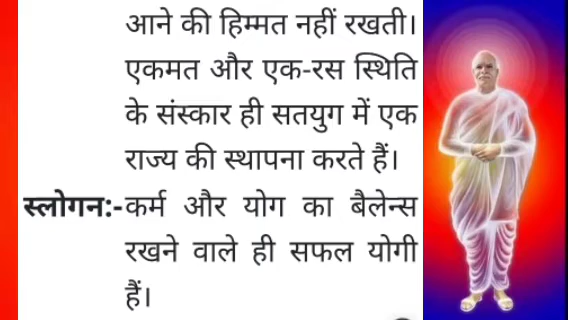 आने की हिम्मत नहीं रखती।
एकमत और एक-रस स्थिति
के संस्कार ही सतयुग में एक
राज्य की स्थापना करते हैं।
स्लोगन:-कर्म और योग का बैलेन्स
रखने वाले ही सफल योगी
हैं।